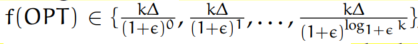 f(OPT) ∈ {kΔ/(1+ϵ)^0, kΔ/(1+ϵ)^1, . . . , kΔ/(1+ϵ)^{log_{1+ϵ} k}}